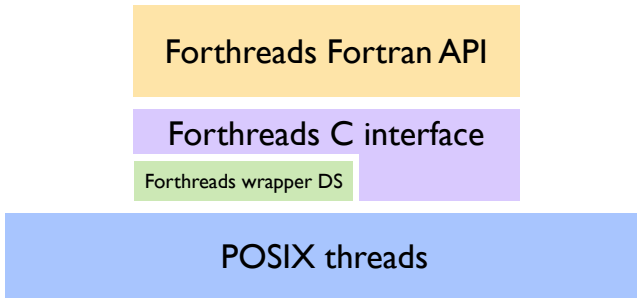 Forthreads Fortran API
Forthreads C interface
Forthreads wrapper DS
POSIX threads